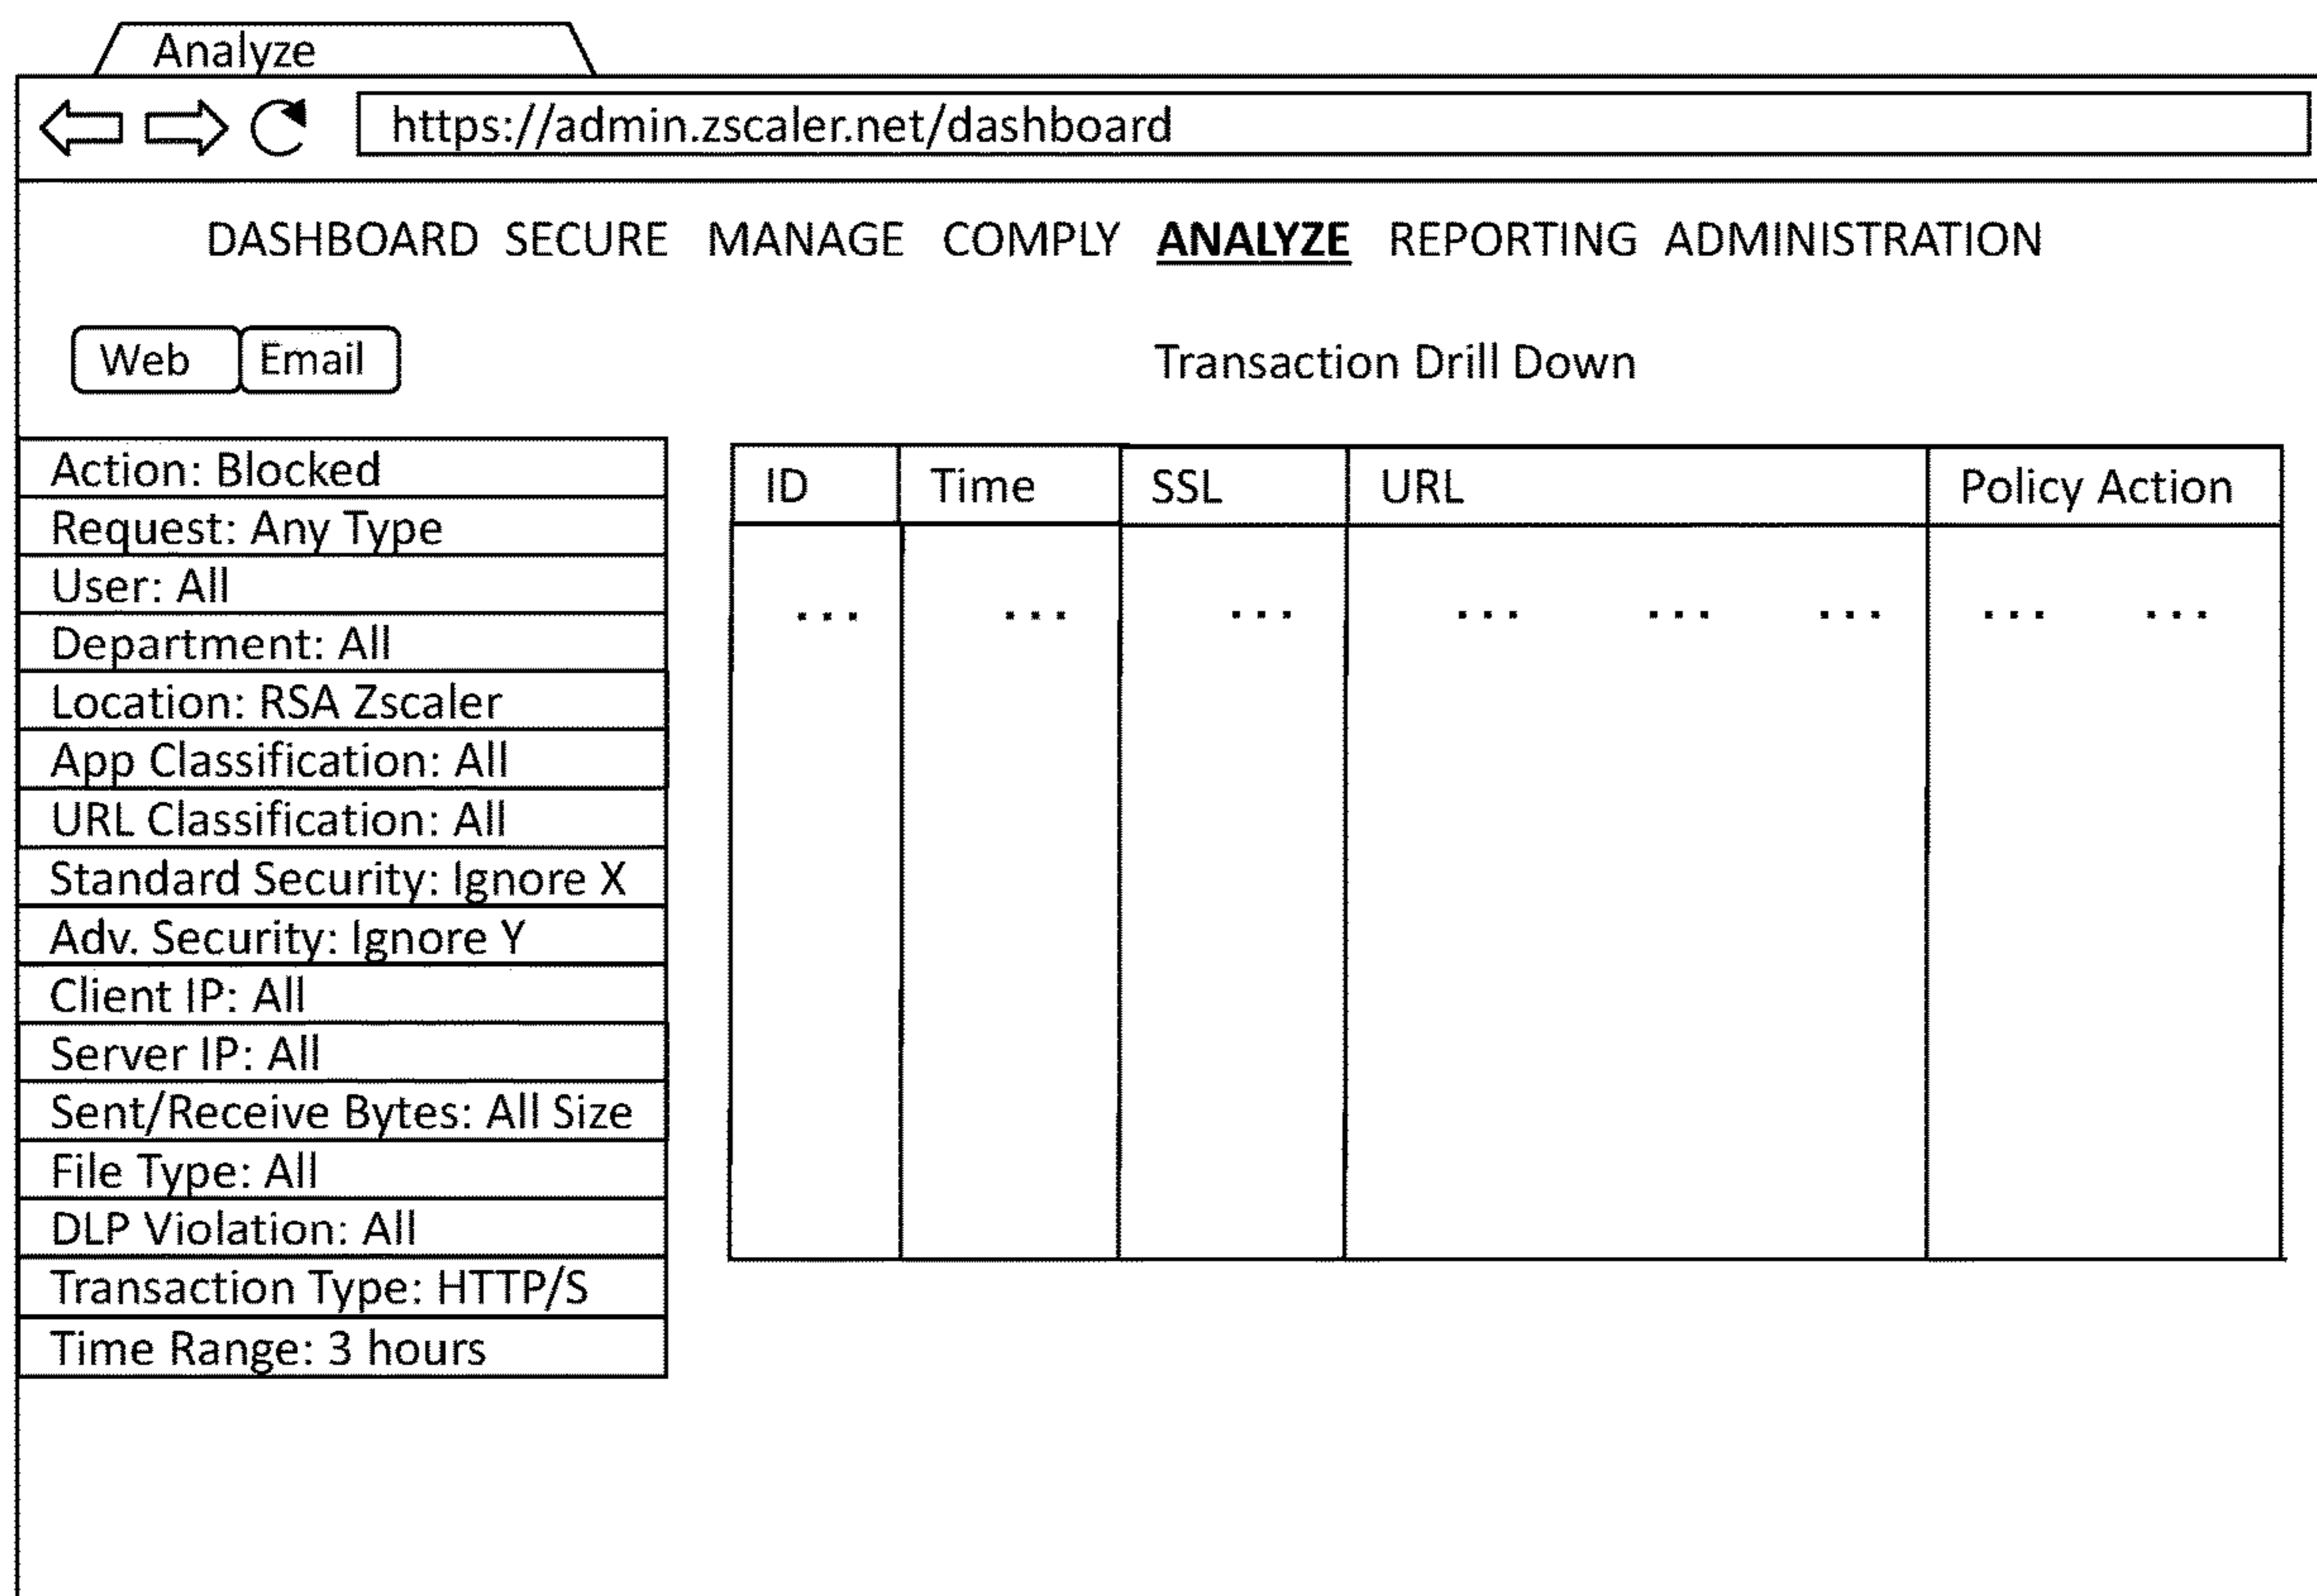 Analyze
https://admin.zscaler.net/dashboard
DASHBOARD SECURE MANAGE COMPLY ANALYZE REPORTING ADMINISTRATION
Web Email Transaction Drill Down
Action: Blocked
Request: Any Type
User: All
Department: All
Location: RSA Zscaler
App Classification: All
URL Classification: All
Standard Security: Ignore X
Adv. Security: Ignore Y
Client IP: All
Server IP: All
Sent/Receive Bytes: All Size
File Type: All
DLP Violation: All
Transaction Type: HTTP/S
Time Range: 3 hours
ID Time SSL URL Policy Action
... ... ... ... ... ... ... ...